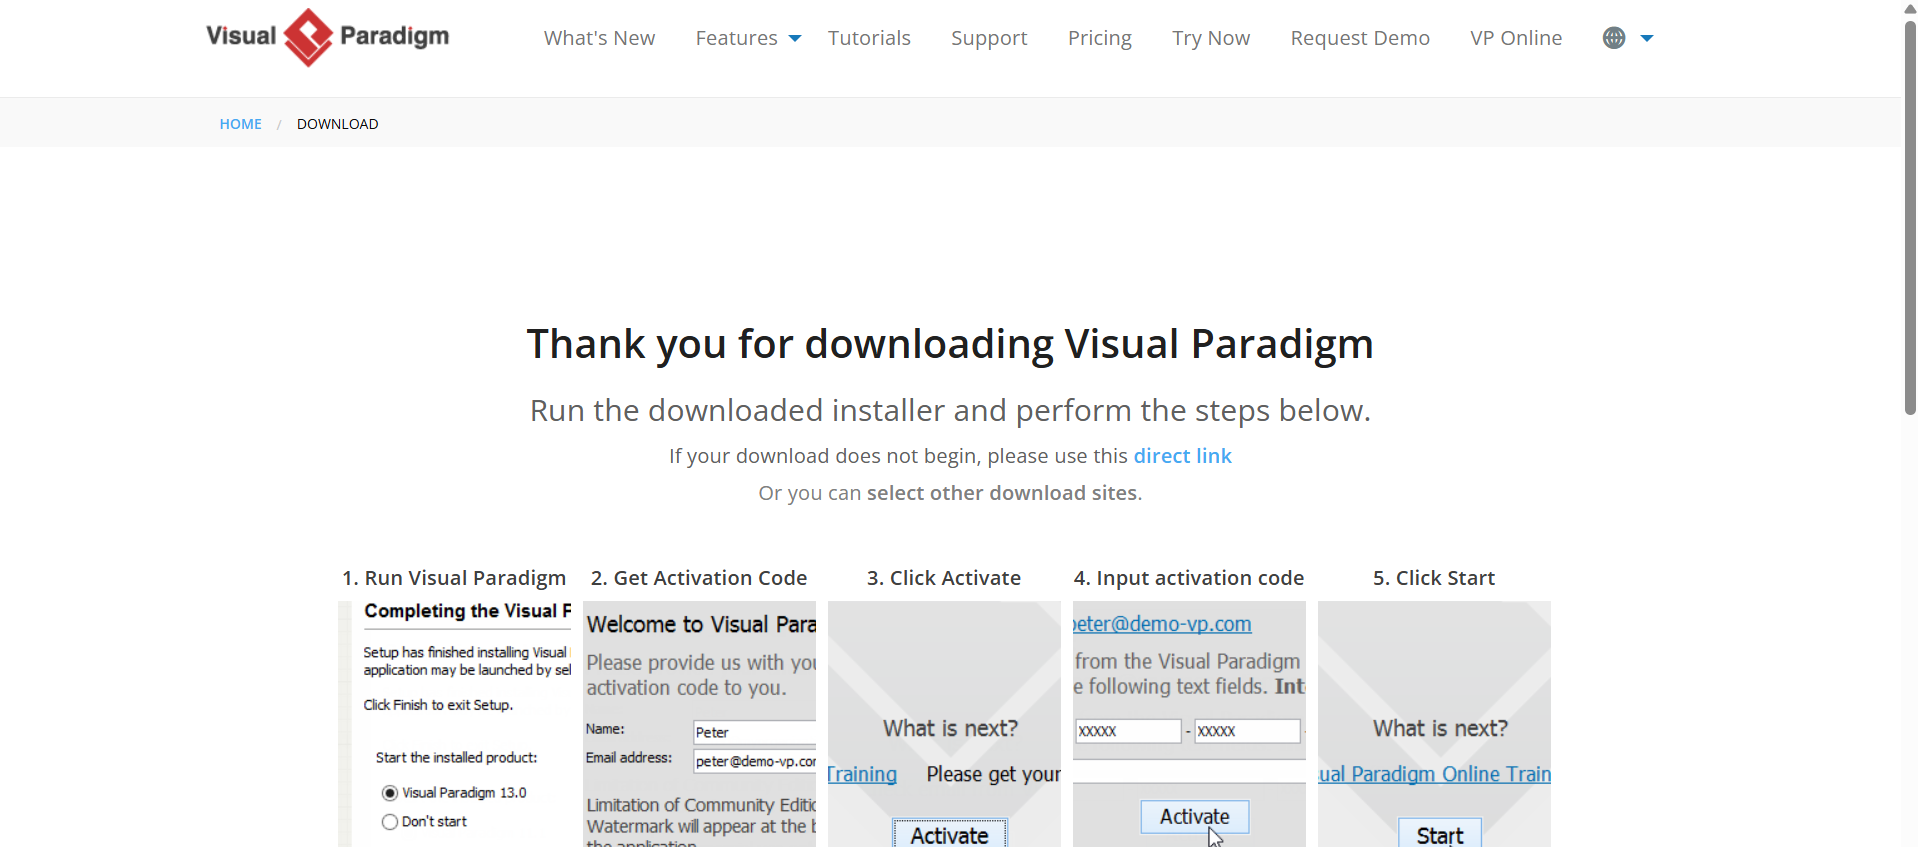 Visual Paradigm
What's New
Features
Tutorials
Support
Pricing
Try Now
Request Demo
VP Online
HOME / DOWNLOAD
Thank you for downloading Visual Paradigm
Run the downloaded installer and perform the steps below.
If your download does not begin, please use this direct link
Or you can select other download sites.
1. Run Visual Paradigm
Completing the Visual P
Setup has finished installing Visual
application may be launched by sel
Click Finish to exit Setup.
Start the installed product:
Visual Paradigm 13.0
Don't start
2. Get Activation Code
Welcome to Visual Para
Please provide us with you
activation code to you.
Name: Peter
Email address: peter@demo-vp.cor
Limitation of Community Editic
Watermark will appear at the b
the application.
3. Click Activate
What is next?
Training Please get your
Activate
4. Input activation code
peter@demo-vp.com
from the Visual Paradigm
e following text fields. Int
XXXXX - XXXXX -
Activate
5. Click Start
What is next?
ual Paradigm Online Train
Start